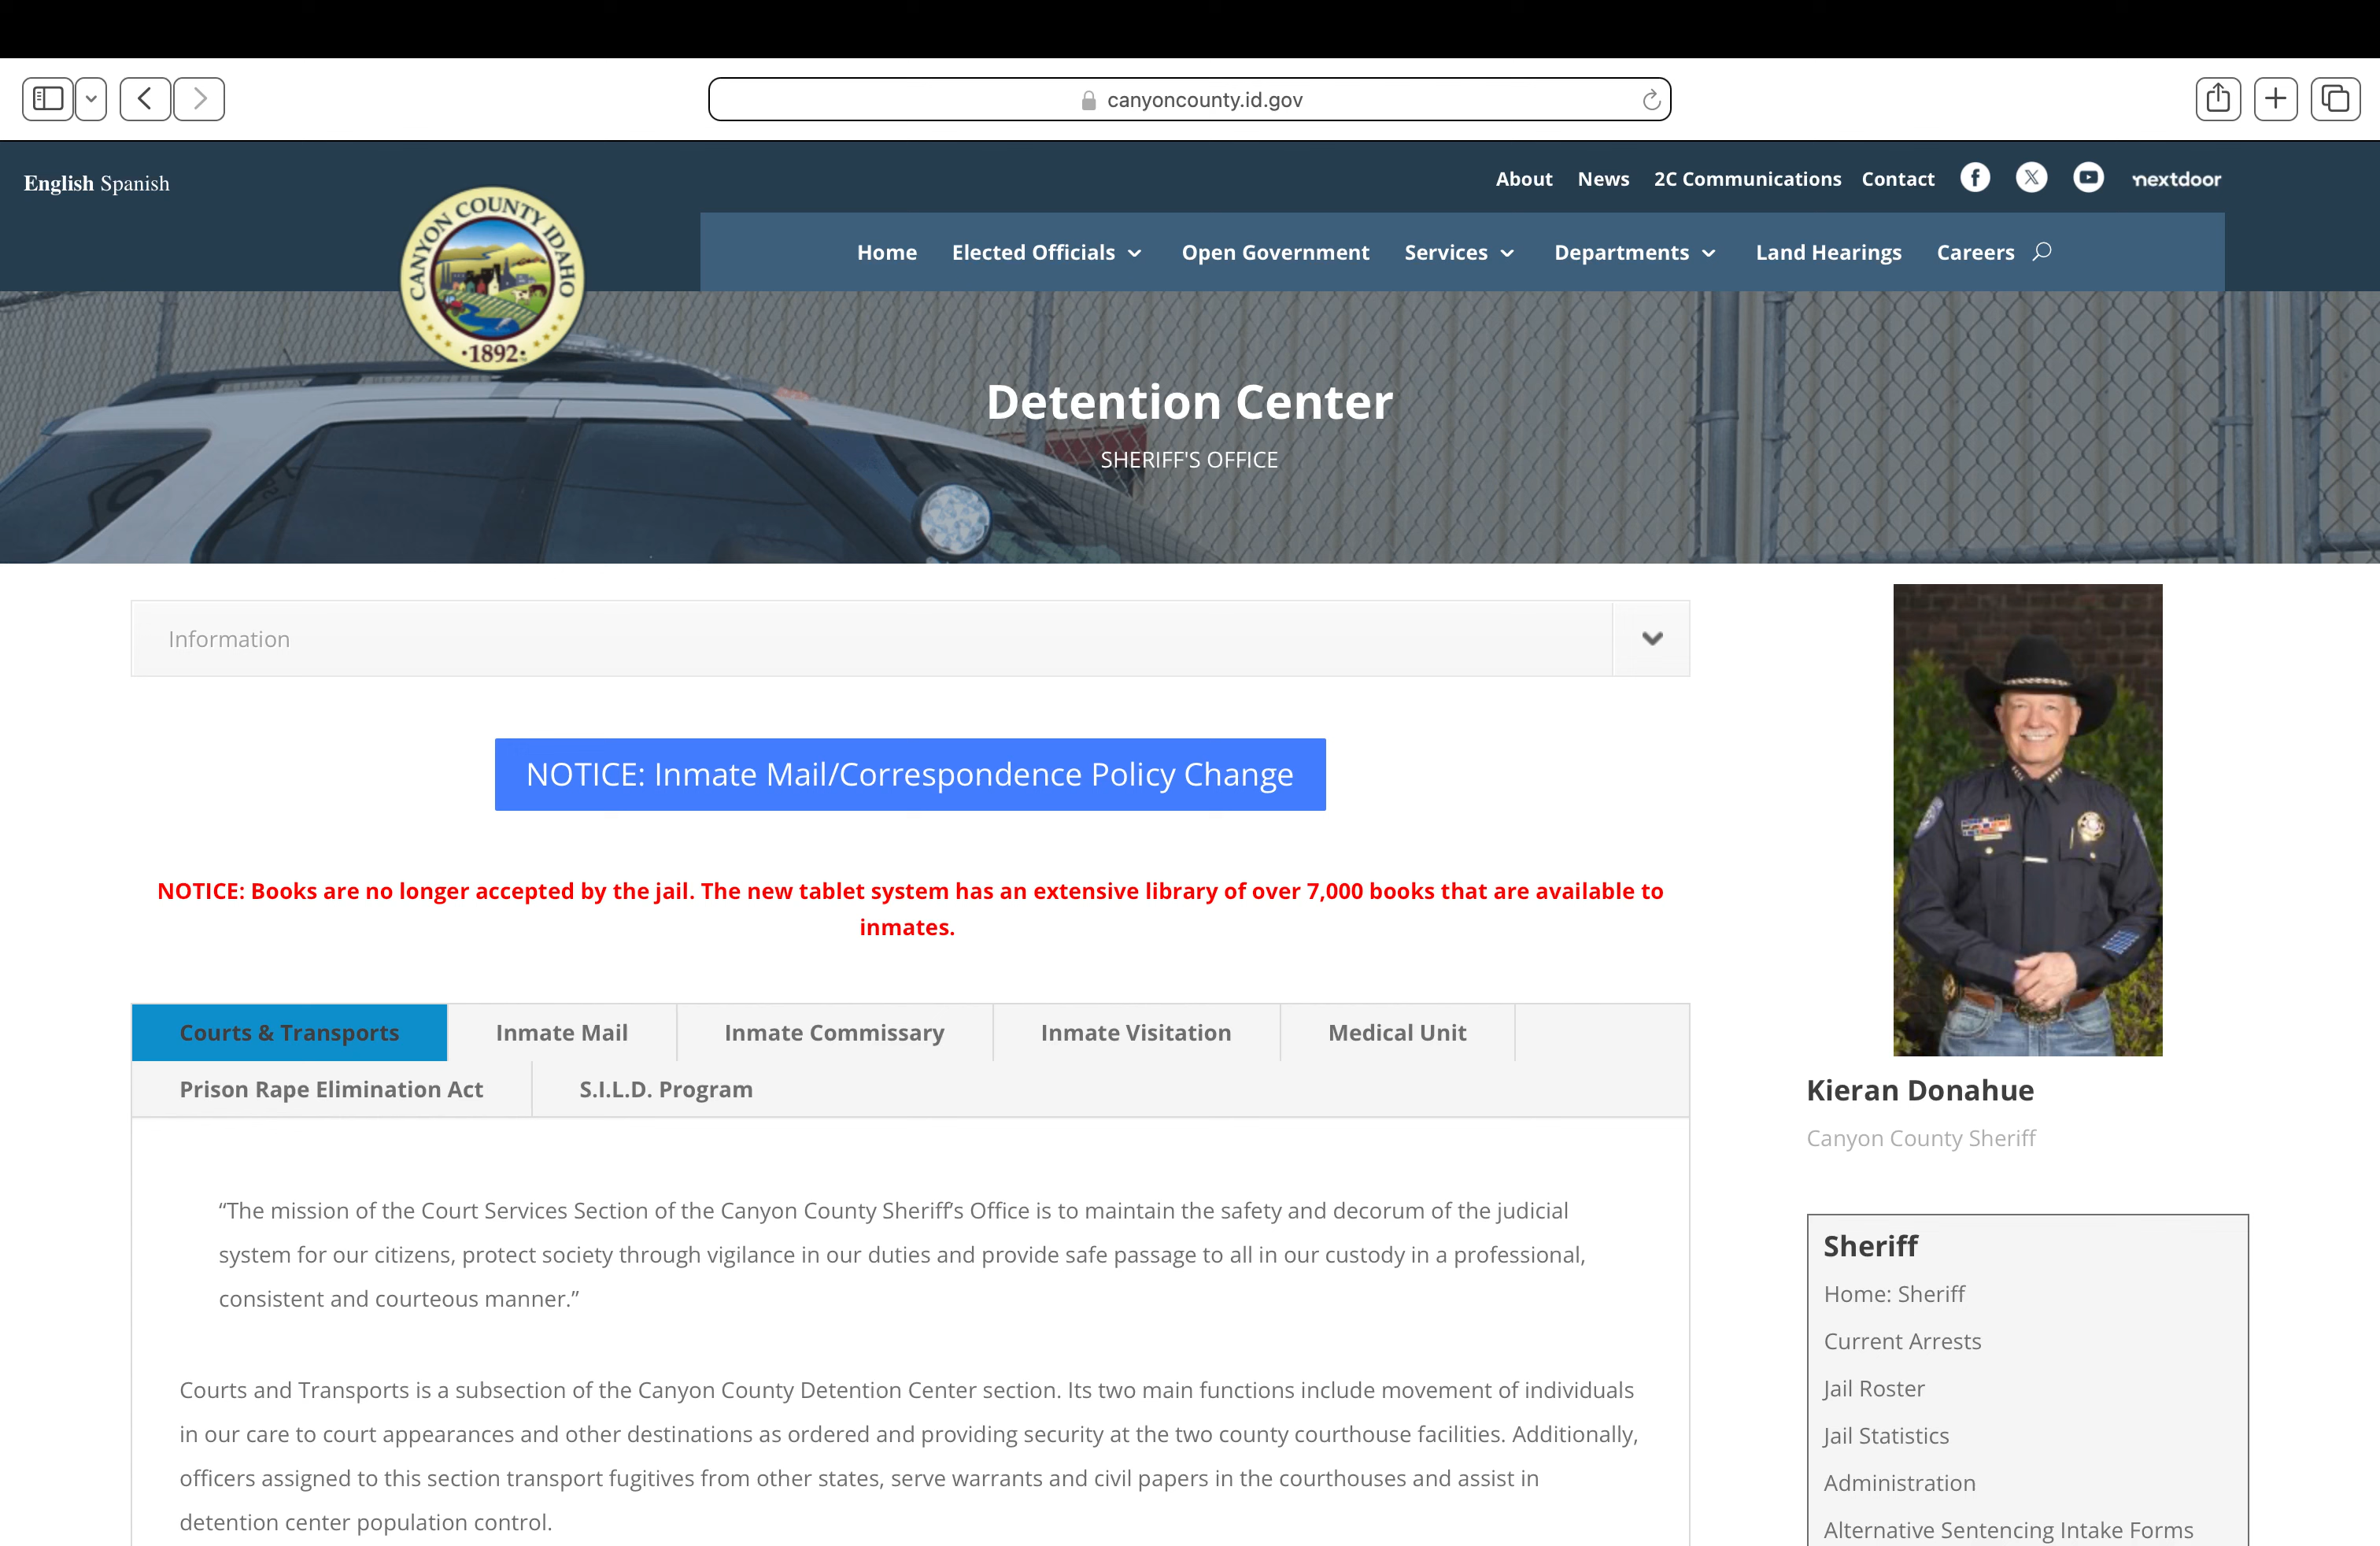 canyoncounty.id.gov
English Spanish
About News 2C Communications Contact nextdoor
CANYON COUNTY IDAHO
·1892·
Home Elected Officials Open Government Services Departments Land Hearings Careers
Detention Center
SHERIFF'S OFFICE
Information
NOTICE: Inmate Mail/Correspondence Policy Change
NOTICE: Books are no longer accepted by the jail. The new tablet system has an extensive library of over 7,000 books that are available to
inmates.
Courts & Transports Inmate Mail Inmate Commissary Inmate Visitation Medical Unit
Prison Rape Elimination Act S.I.L.D. Program
“The mission of the Court Services Section of the Canyon County Sheriff’s Office is to maintain the safety and decorum of the judicial
system for our citizens, protect society through vigilance in our duties and provide safe passage to all in our custody in a professional,
consistent and courteous manner.”
Courts and Transports is a subsection of the Canyon County Detention Center section. Its two main functions include movement of individuals
in our care to court appearances and other destinations as ordered and providing security at the two county courthouse facilities. Additionally,
officers assigned to this section transport fugitives from other states, serve warrants and civil papers in the courthouses and assist in
detention center population control.
Kieran Donahue
Canyon County Sheriff
Sheriff
Home: Sheriff
Current Arrests
Jail Roster
Jail Statistics
Administration
Alternative Sentencing Intake Forms